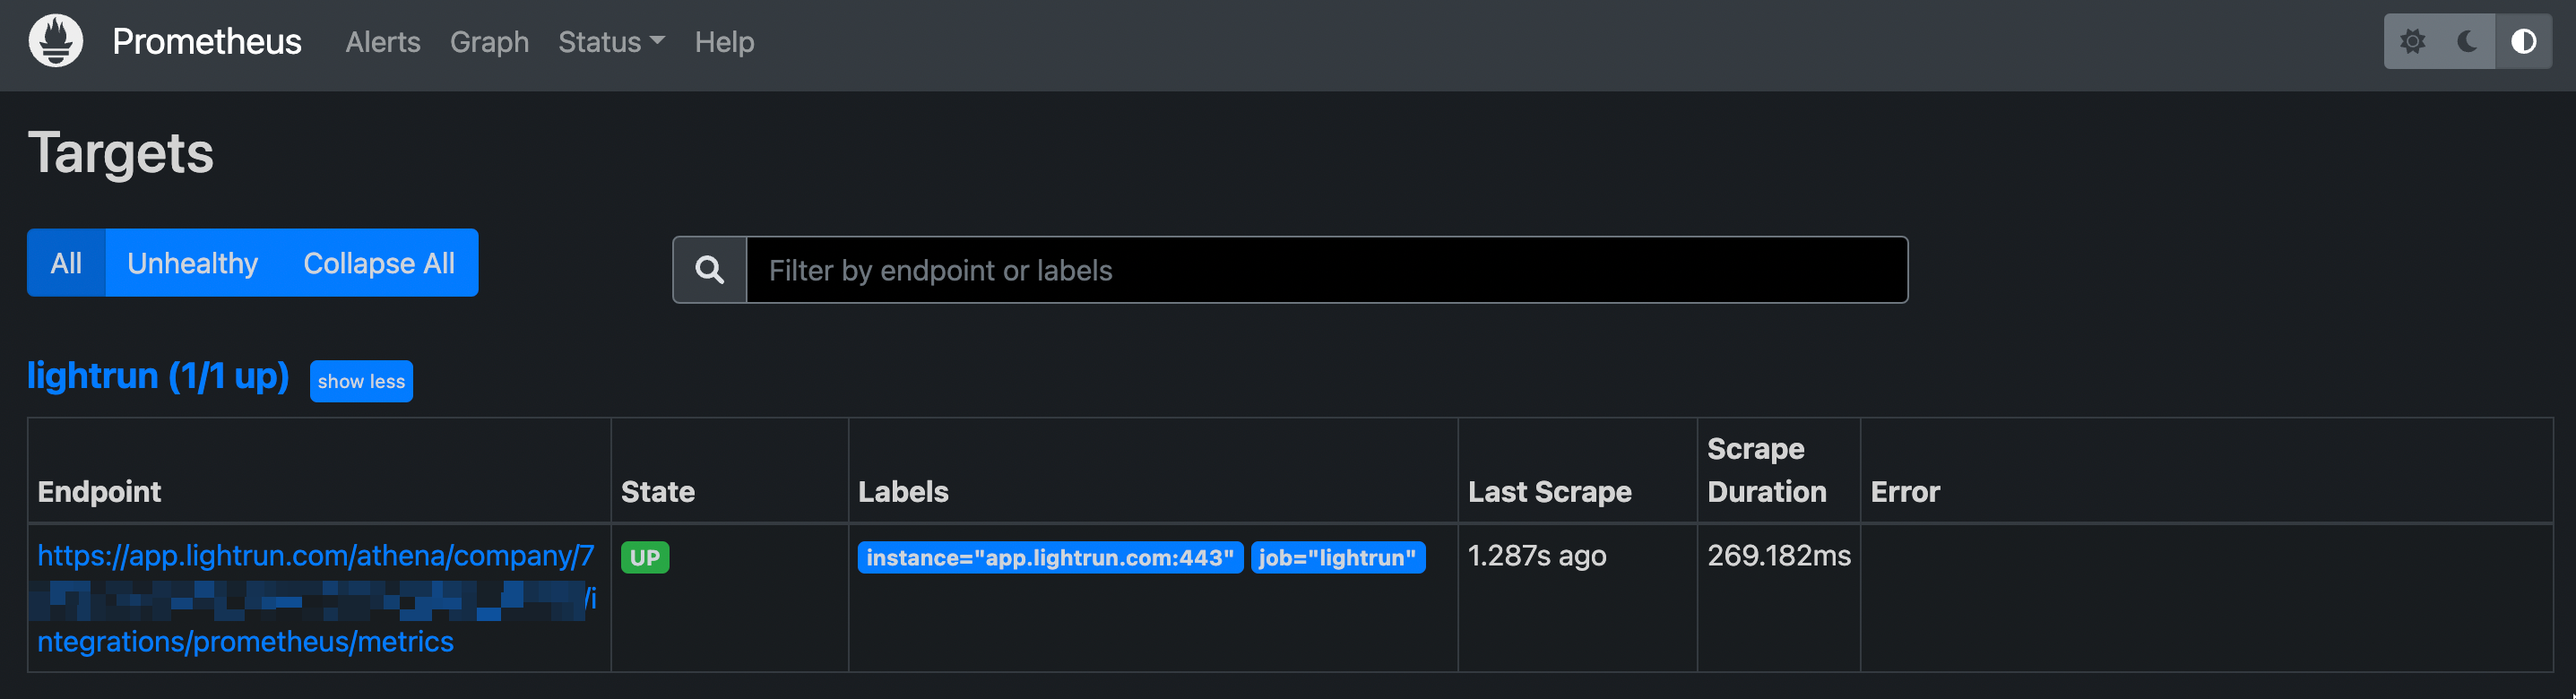 Prometheus Alerts Graph Status Help
Targets
All Unhealthy Collapse All
Filter by endpoint or labels
lightrun (1/1 up) show less
Endpoint State Labels Last Scrape Scrape Duration Error
https://app.lightrun.com/athena/company/7 UP instance="app.lightrun.com:443" job="lightrun" 1.287s ago 269.182ms
/i
ntegrations/prometheus/metrics